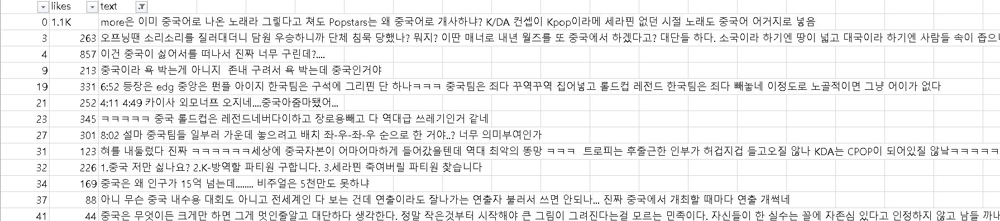 likes text
0 1.1K more은 이미 중국어로 나온 노래라 그렇다고 쳐도 Popstars는 왜 중국어로 개사하냐? K/DA 컨셉이 Kpop이라메 세라핀 없던 시절 노래도 중국어 어거지로 넣음
3 263 오프닝땐 소리소리를 질러대더니 담원 우승하니까 단체 침묵 당했나? 뭐지? 이딴 매너로 내년 월즈를 또 중국에서 하겠다고? 대단들 하다. 소국이라 하기엔 땅이 넓고 대국이라 하기엔 사람들 속이 좁으니
4 857 이건 중국이 싫어서를 떠나서 진짜 너무 구린데?....
9 213 중국이라 욕 박는게 아니지 존내 구려서 욕 박는데 중국인거야
19 331 6:52 등장은 edg 중앙은 펀플 아이지 한국팀은 구석에 그리핀 단 하나ㅋㅋㅋ 중국팀은 죄다 꾸역꾸역 집어넣고 롤드컵 레전드 한국팀은 죄다 빼놓네 이정도로 노골적이면 그냥 어이가 없다
21 252 4:11 4:49 카이사 외모너프 오지네....중국아줌마됐어...
23 345 ㅋㅋㅋㅋㅋ 중국 롤드컵은 레전드네버다이하고 장로용빼고 다 역대급 쓰레기인거 같네
27 301 8:02 설마 중국팀들 일부러 가운데 놓으려고 배치 좌-우-좌-우 순으로 한 거야..? 너무 의미부여인가
31 123 혀를 내둘렀다 진짜 ㅋㅋㅋㅋㅋㅋ세상에 중국자본이 어마어마하게 들어갔을텐데 역대 최악의 똥망 ㅋㅋㅋ 트로피는 후줄근한 인부가 허겁지겁 들고오질 않나 KDA는 CPOP이 되어있질 않낰ㅋㅋㅋㅋ
32 226 1.중국 저만 싫나요? 2.K-방역할 파티원 구합니다. 3.세라핀 죽여버릴 파티원 찾습니다
34 169 중국은 왜 인구가 15억 넘는데........ 비주얼은 5천만도 못하냐
37 88 아니 무슨 중국 내수용 대회도 아니고 전세계인 다 보는 건데 연출이라도 잘나가는 연출자 불러서 쓰면 안되나... 진짜 중국에서 개최할 때마다 연출 개썩네
41 44 중국은 무엇이든 크게만 하면 그게 멋인줄알고 대단하다 생각한다. 정말 작은것부터 시작해야 큰 그림이 그려진다는걸 모르는 민족이다. 자신들이 한 실수는 꼴에 자존심 있다고 인정하지 않고 남들 까내